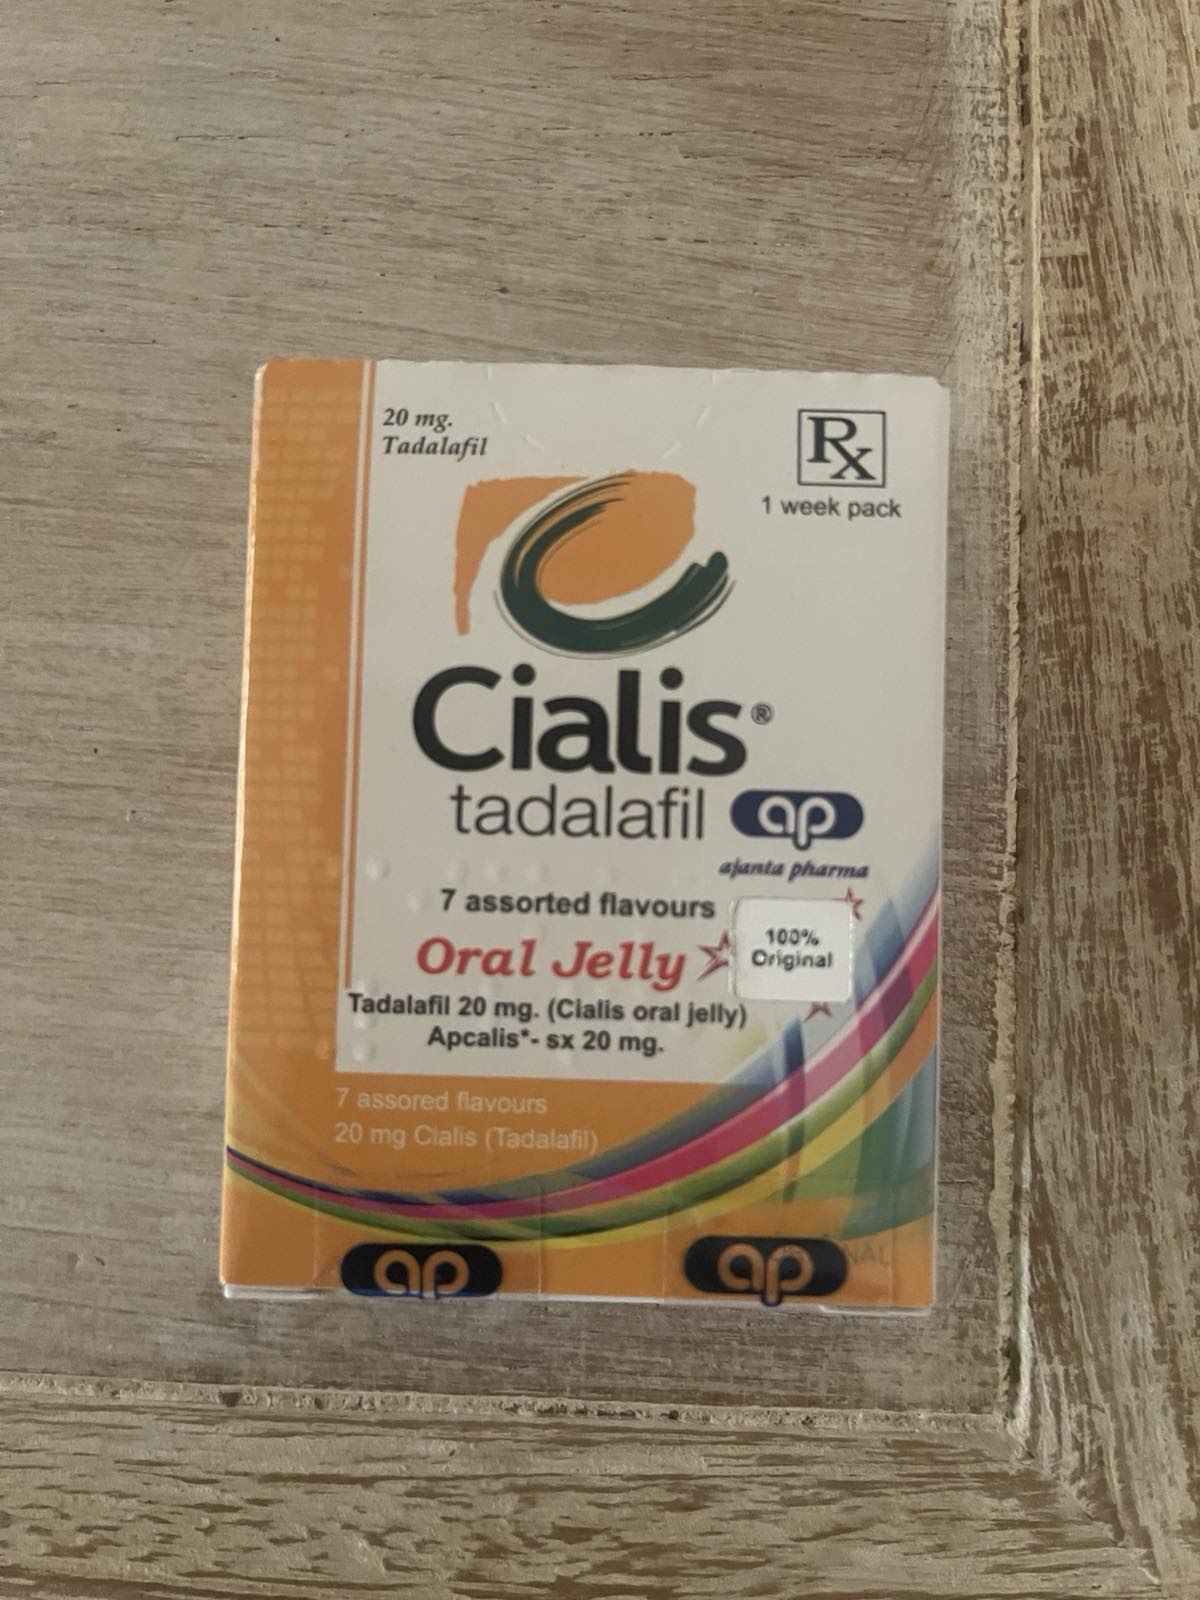 20 mg.
Tadalafil
Rx
1 week pack
Cialis®
tadalafil
ap
ajanta pharma
7 assorted flavours
Oral Jelly
100%
Original
Tadalafil 20 mg. (Cialis oral jelly)
Apcalis*- sx 20 mg.
7 assored flavours
20 mg Cialis (Tadalafil)
ap
ap